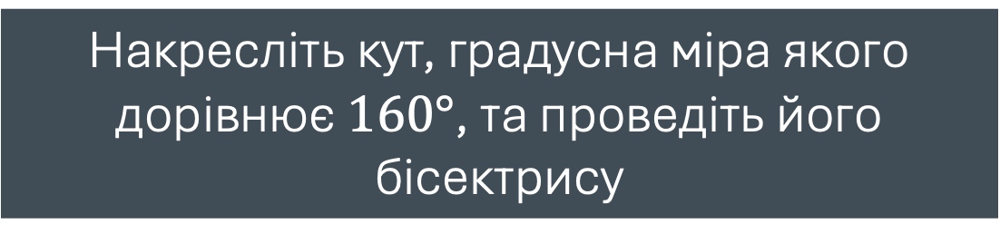 Накресліть кут, градусна міра якого
дорівнює 160°, та проведіть його
бісектрису